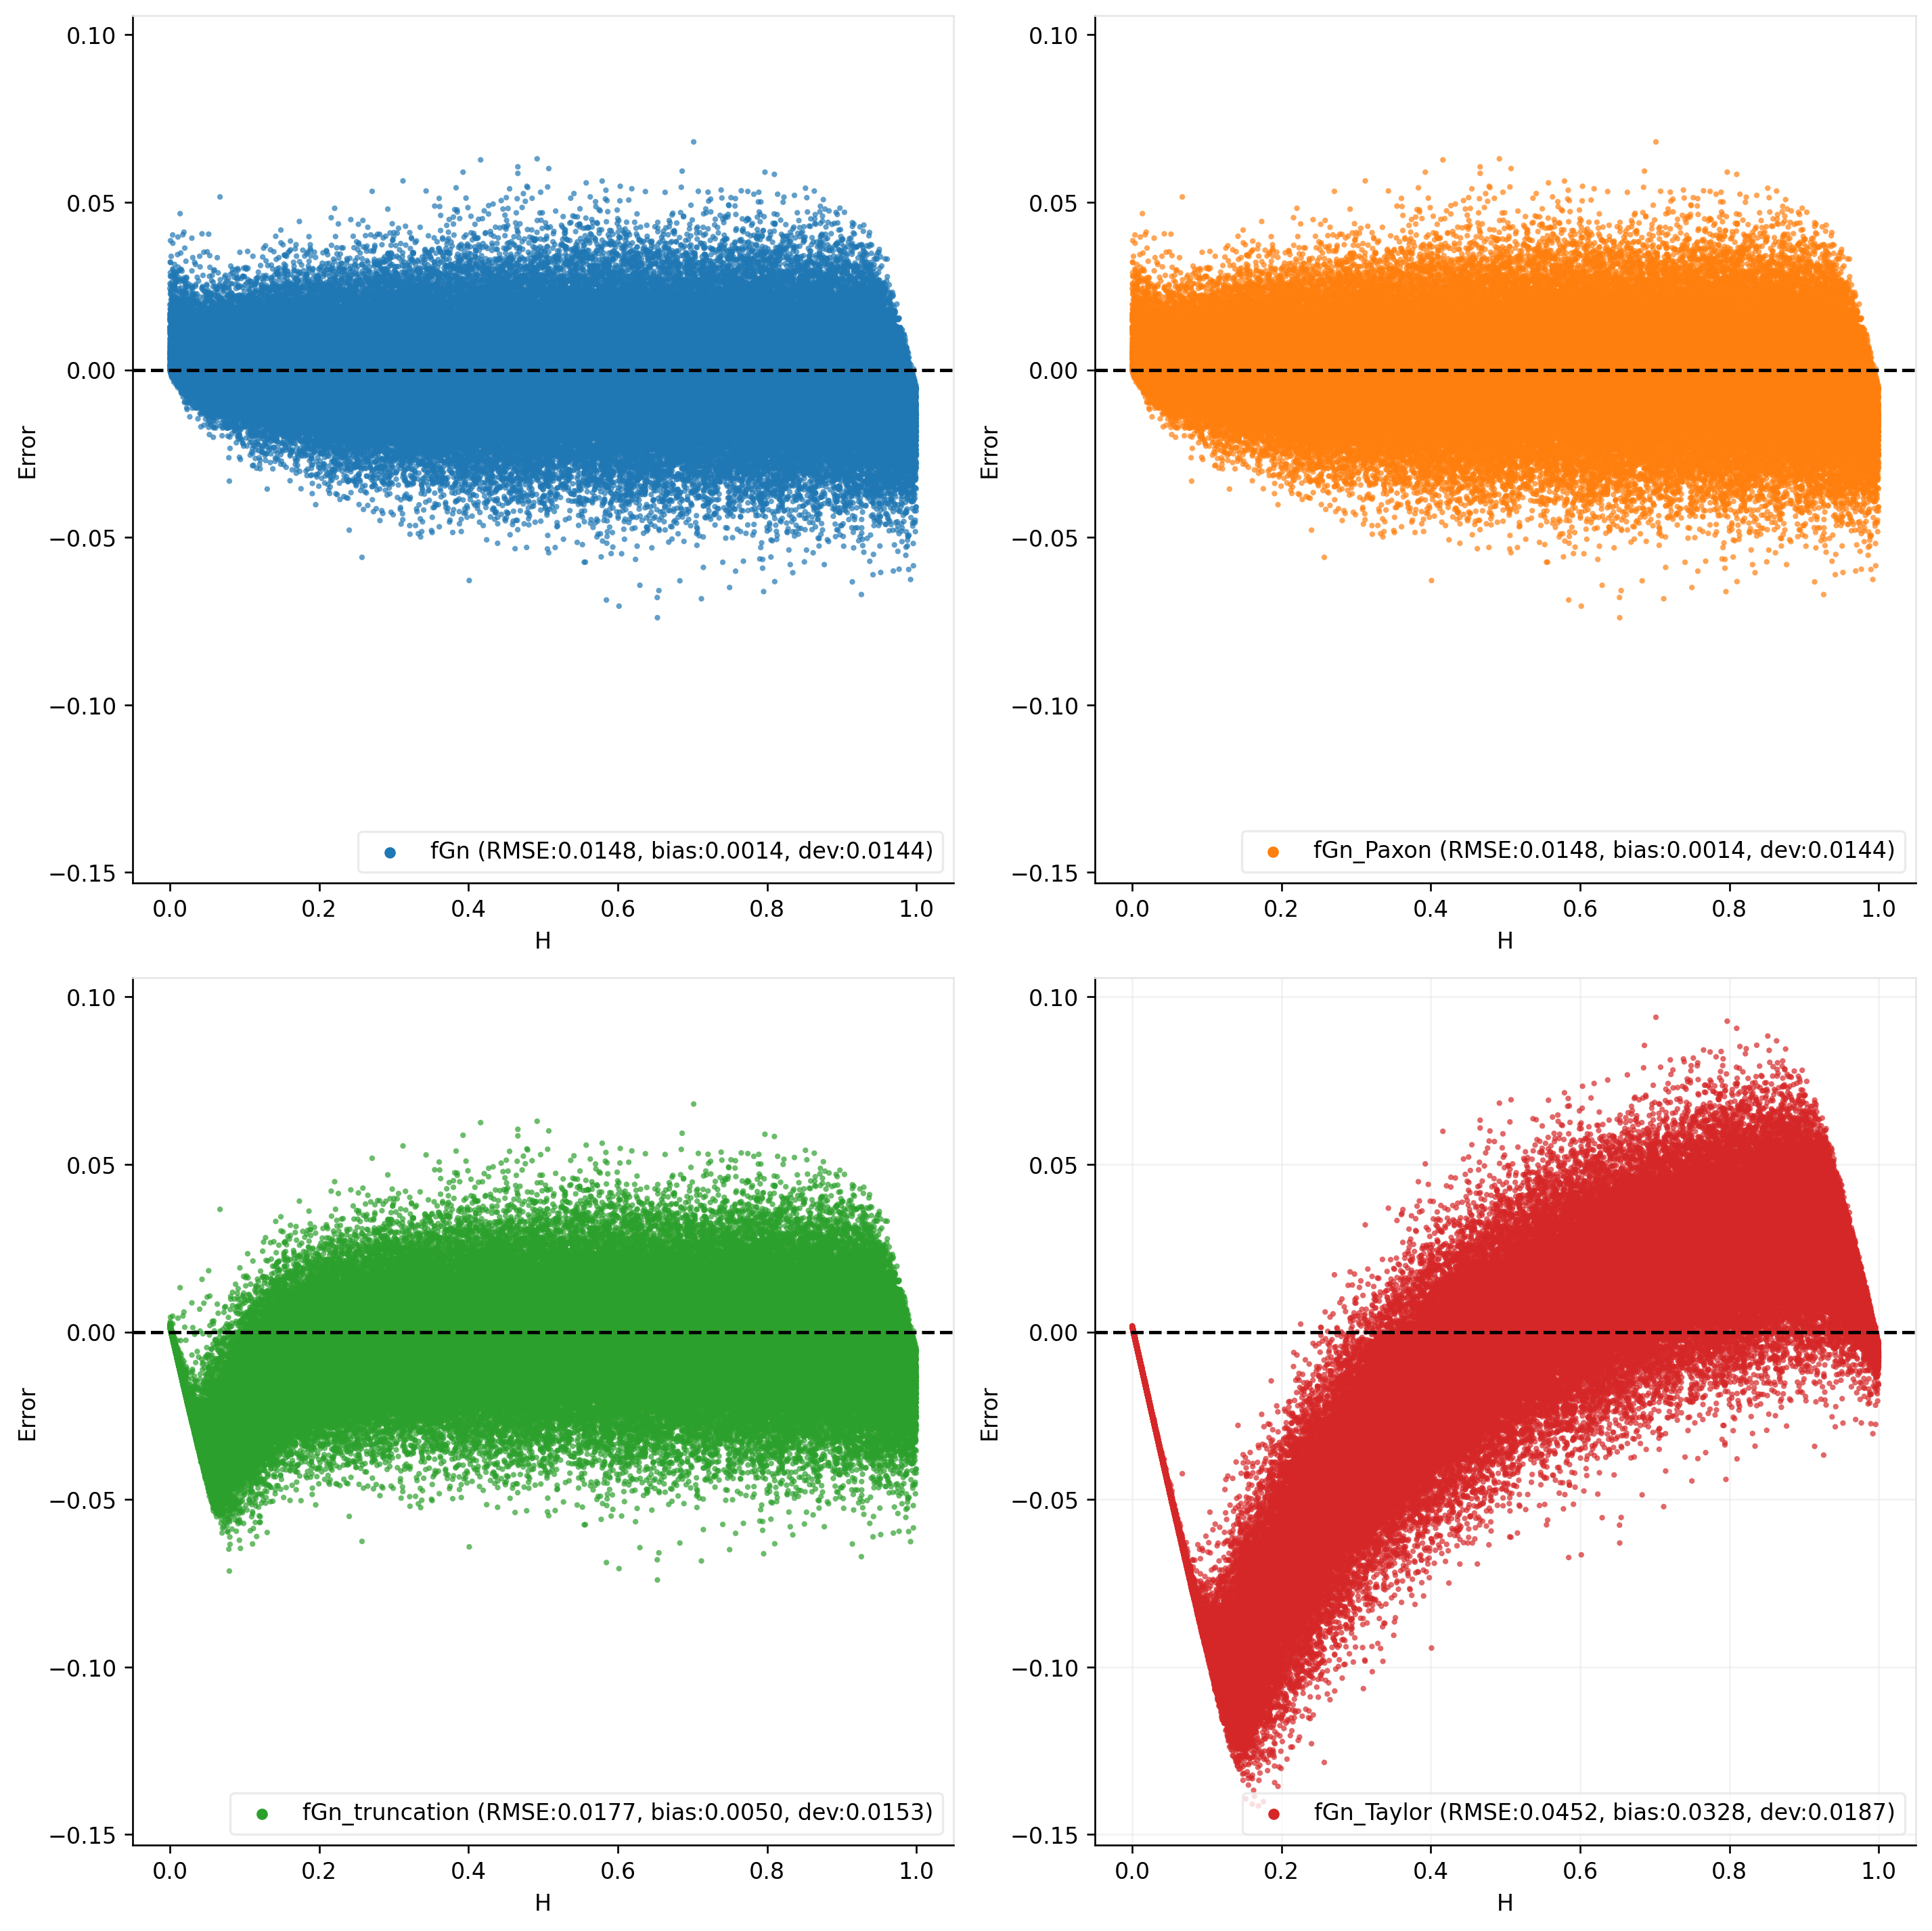 0.10
0.05
0.00
−0.05
−0.10
−0.15
Error
fGn (RMSE:0.0148, bias:0.0014, dev:0.0144)
0.0 0.2 0.4 0.6 0.8 1.0
H
0.10
0.05
0.00
−0.05
−0.10
−0.15
Error
fGn_Paxon (RMSE:0.0148, bias:0.0014, dev:0.0144)
0.0 0.2 0.4 0.6 0.8 1.0
H
0.10
0.05
0.00
−0.05
−0.10
−0.15
Error
fGn_truncation (RMSE:0.0177, bias:0.0050, dev:0.0153)
0.0 0.2 0.4 0.6 0.8 1.0
H
0.10
0.05
0.00
−0.05
−0.10
−0.15
Error
fGn_Taylor (RMSE:0.0452, bias:0.0328, dev:0.0187)
0.0 0.2 0.4 0.6 0.8 1.0
H